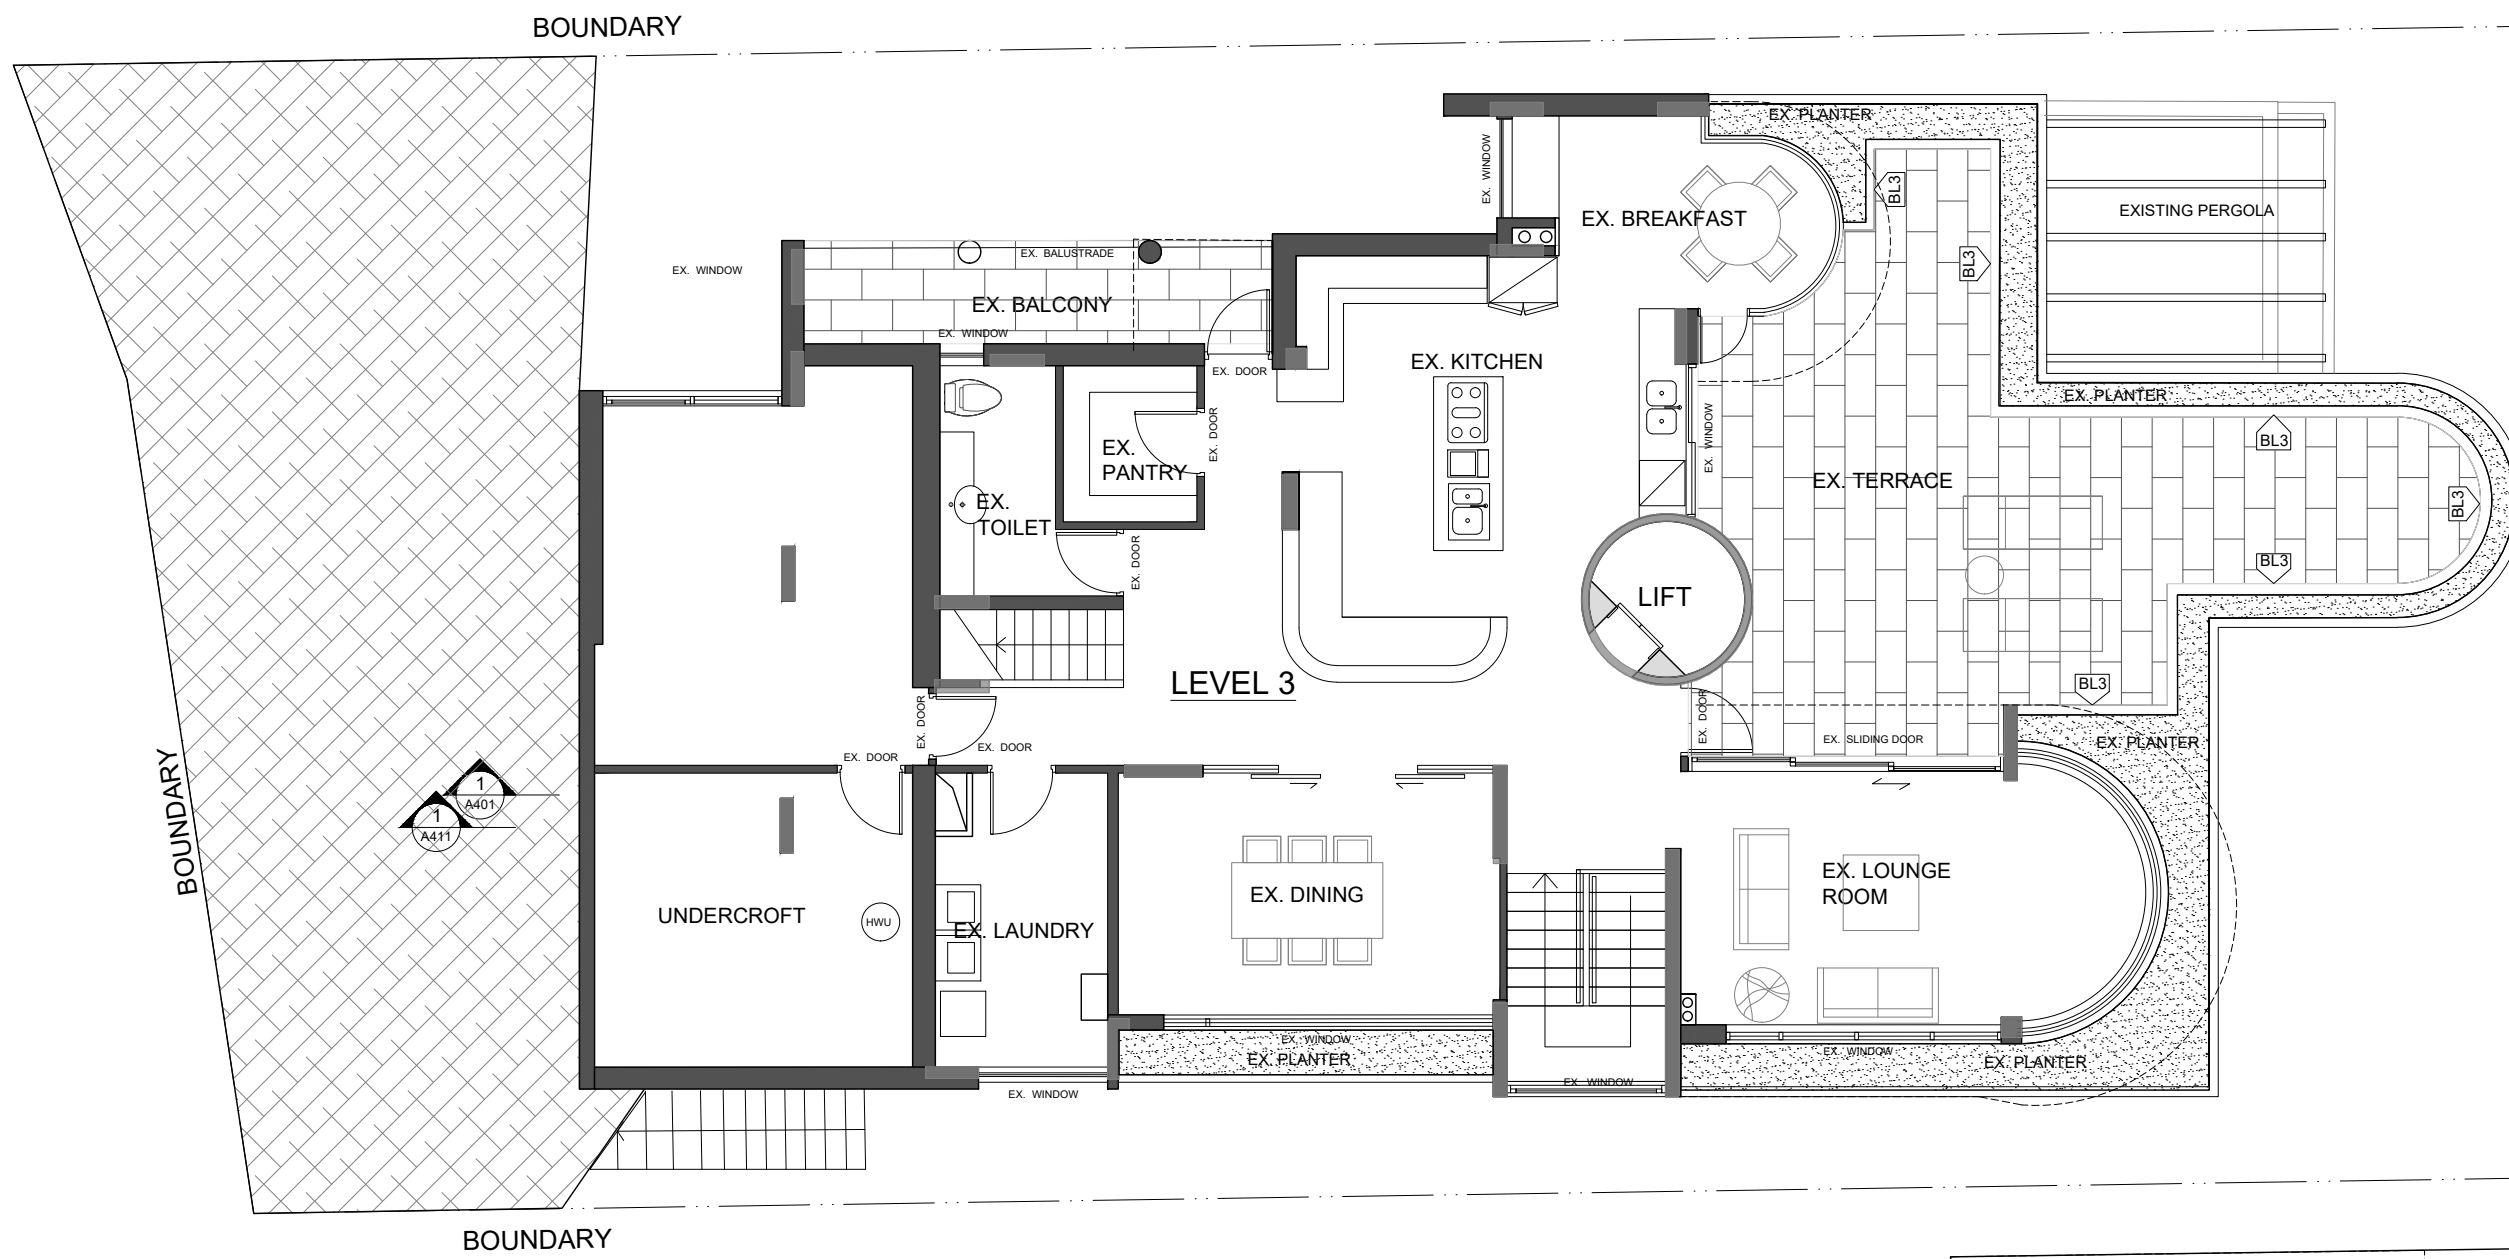 BOUNDARY
EX. PLANTER
EX. WINDOW
BL3
EX. BREAKFAST
EXISTING PERGOLA
EX. BALUSTRADE
EX. WINDOW
BL3
EX. BALCONY
EX. WINDOW
EX. KITCHEN
EX. DOOR
EX. PLANTER
EX. DOOR
EX. WINDOW
BL3
EX.
PANTRY
EX. TERRACE
EX.
TOILET
BL3
EX. DOOR
BL3
LIFT
LEVEL 3
BL3
EX. DOOR
EX. DOOR
EX. DOOR
EX. DOOR
EX. SLIDING DOOR
EX. PLANTER
BOUNDARY
1
A401
1
A411
EX. LOUNGE
ROOM
EX. DINING
UNDERCROFT
HWU
EX. LAUNDRY
EX. WINDOW
EX. PLANTER
EX. WINDOW
EX. PLANTER
EX. WINDOW
EX. WINDOW
BOUNDARY